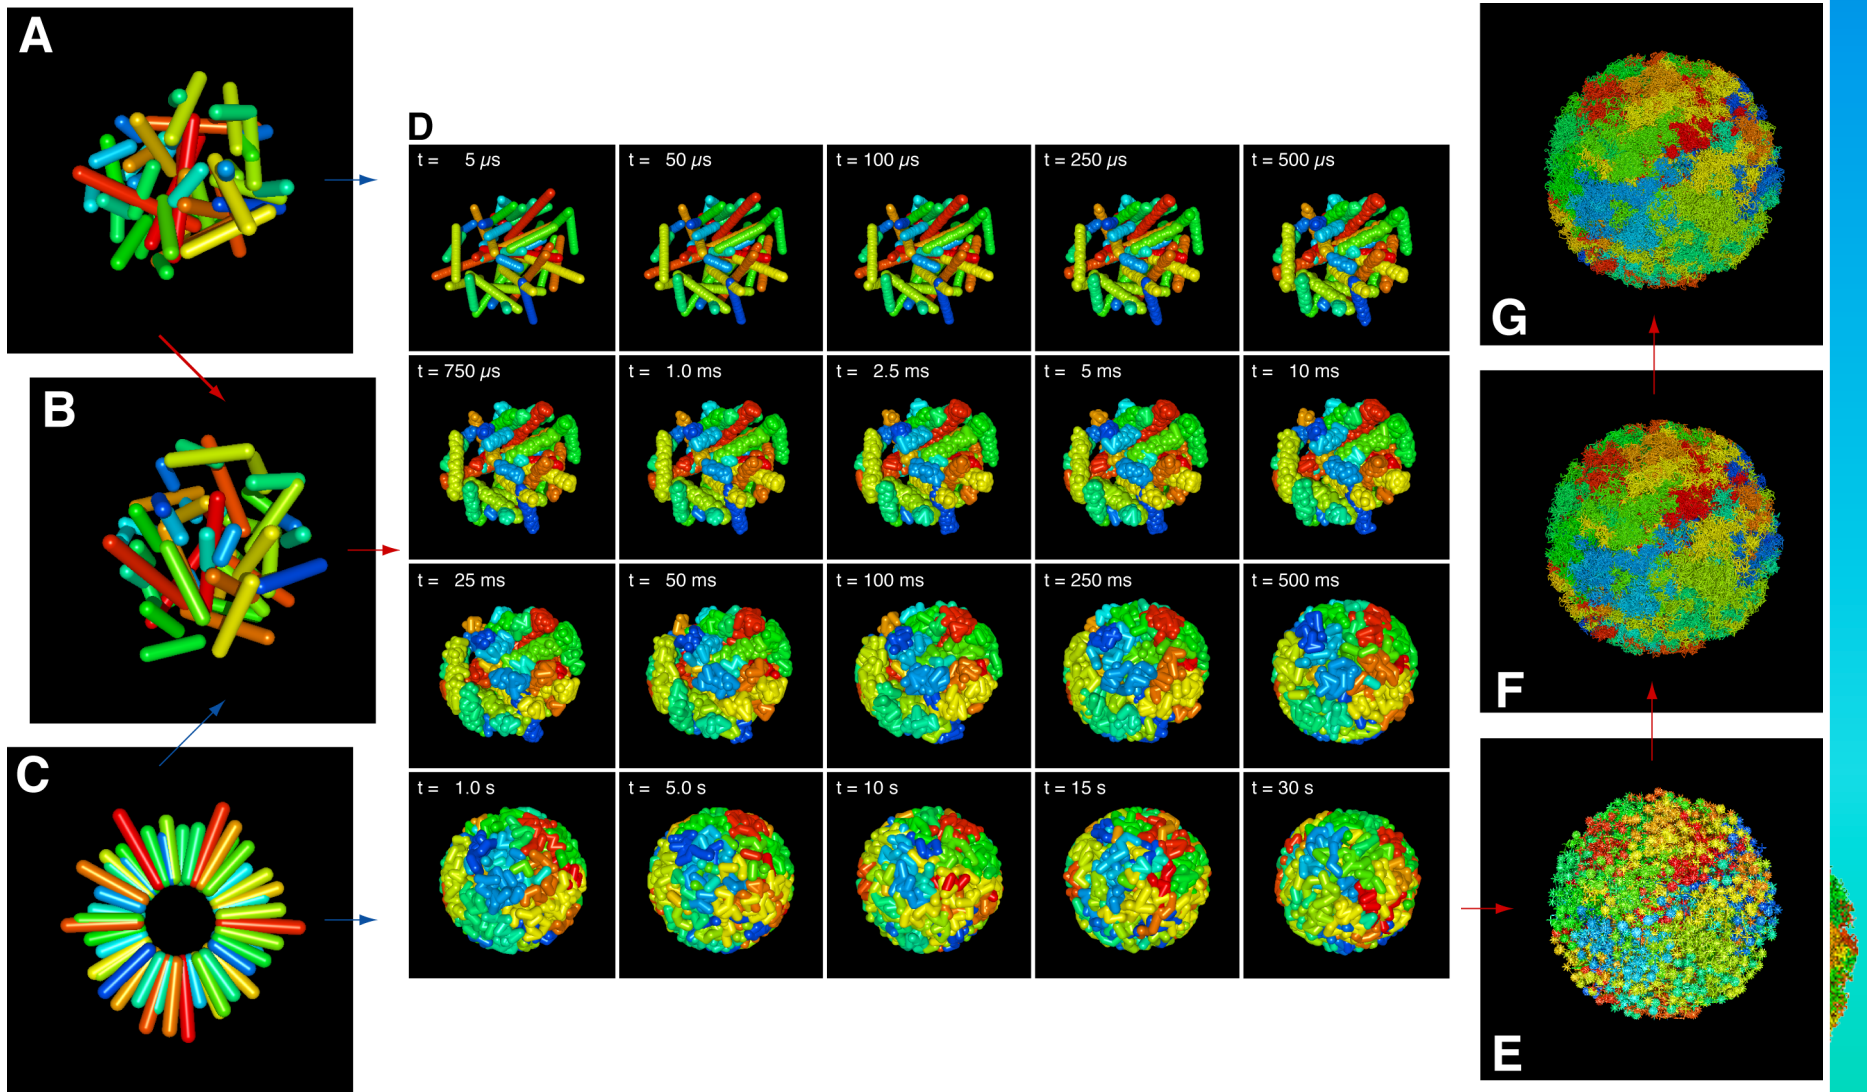 A
B
C
D
t = 5 µs
t = 50 µs
t = 100 µs
t = 250 µs
t = 500 µs
t = 750 µs
t = 1.0 ms
t = 2.5 ms
t = 5 ms
t = 10 ms
t = 25 ms
t = 50 ms
t = 100 ms
t = 250 ms
t = 500 ms
t = 1.0 s
t = 5.0 s
t = 10 s
t = 15 s
t = 30 s
G
F
E